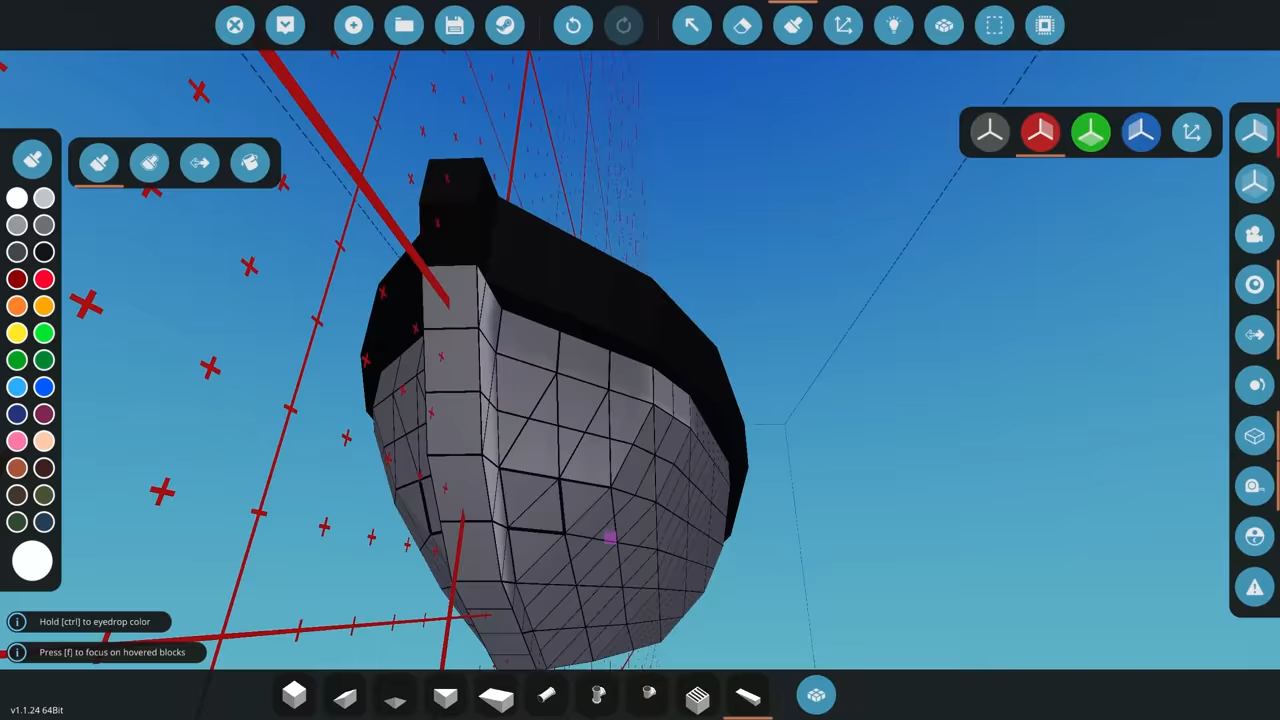 Hold [ctrl] to eyedrop color
Press [f] to focus on hovered blocks
v1.1.24 64Bit